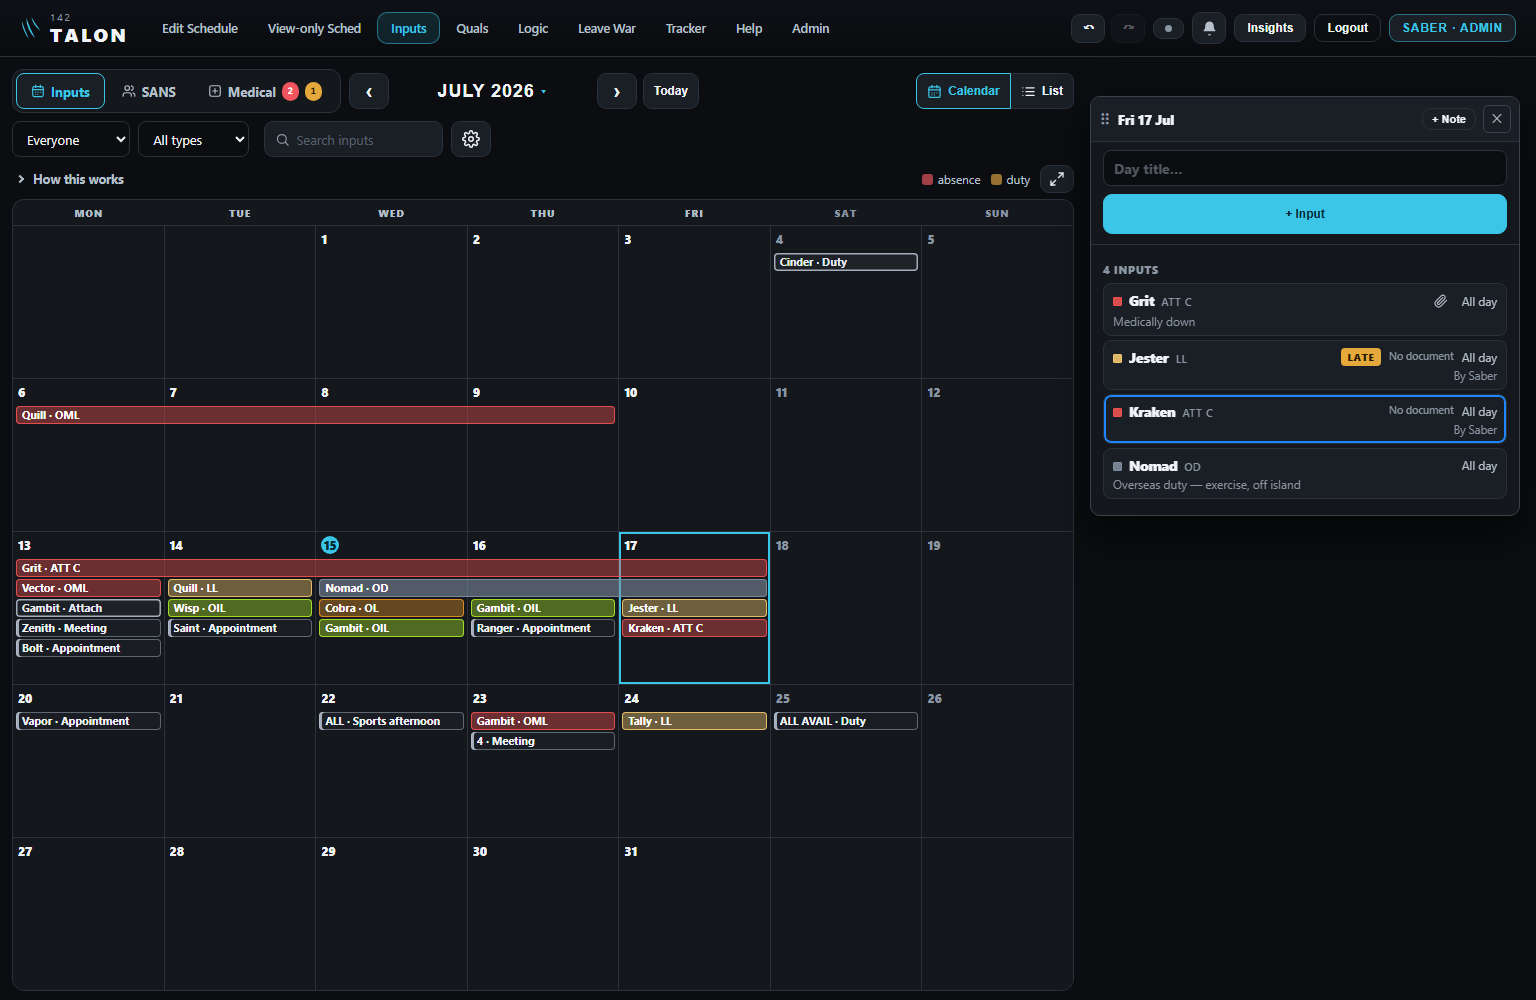 142
TALON
Edit Schedule
View-only Sched
Inputs
Quals
Logic
Leave War
Tracker
Help
Admin
Insights
Logout
SABER · ADMIN
Inputs
SANS
Medical 2 1
JULY 2026
Today
Calendar
List
Everyone
All types
Search inputs
How this works
absence
duty
MON TUE WED THU FRI SAT SUN
1 2 3 4 5
Cinder · Duty
6 7 8 9 10 11 12
Quill · OML
13 14 15 16 17 18 19
Grit · ATT C
Vector · OML
Quill · LL
Nomad · OD
Gambit · Attach
Wisp · OIL
Cobra · OL
Gambit · OIL
Jester · LL
Zenith · Meeting
Saint · Appointment
Gambit · OIL
Ranger · Appointment
Kraken · ATT C
Bolt · Appointment
20 21 22 23 24 25 26
Vapor · Appointment
ALL · Sports afternoon
Gambit · OML
Tally · LL
ALL AVAIL · Duty
4 · Meeting
27 28 29 30 31
Fri 17 Jul
+ Note
Day title...
+ Input
4 INPUTS
Grit ATT C All day
Medically down
Jester LL LATE No document All day
By Saber
Kraken ATT C No document All day
By Saber
Nomad OD All day
Overseas duty — exercise, off island